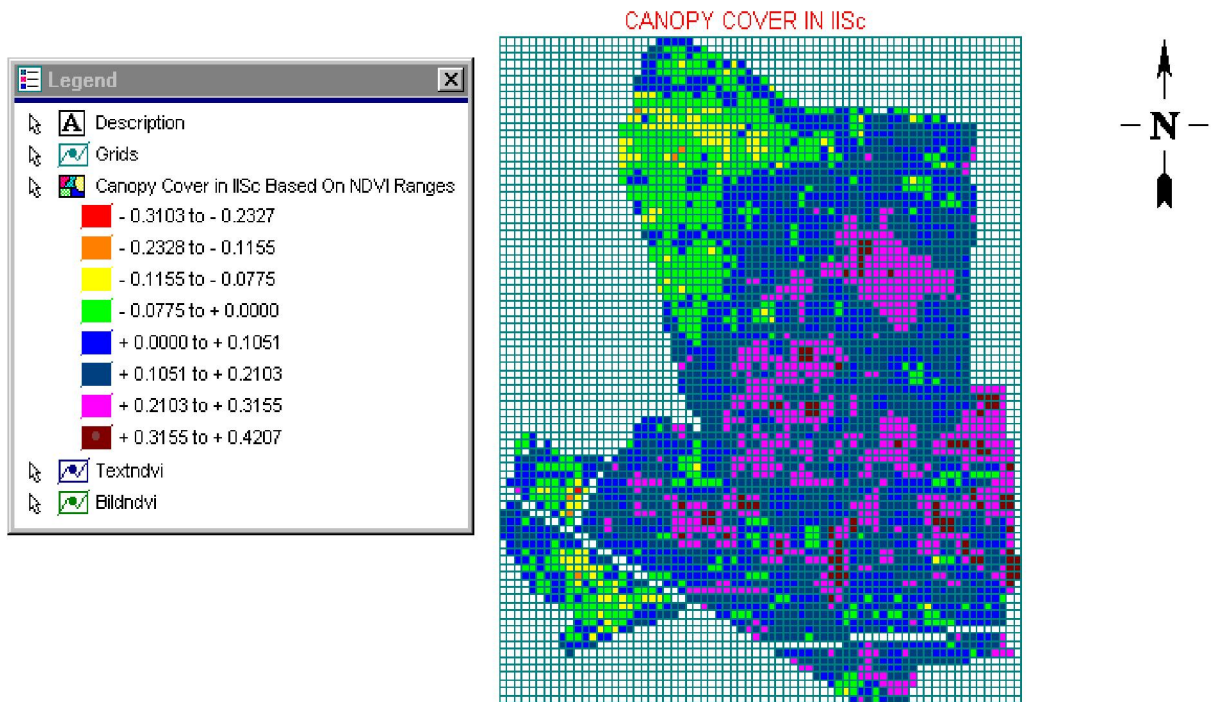 CANOPY COVER IN IISc
Legend
A Description
Grids
Canopy Cover in IISc Based On NDVI Ranges
- 0.3103 to - 0.2327
- 0.2328 to - 0.1155
- 0.1155 to - 0.0775
- 0.0775 to + 0.0000
+ 0.0000 to + 0.1051
+ 0.1051 to + 0.2103
+ 0.2103 to + 0.3155
+ 0.3155 to + 0.4207
Textndvi
Bildndvi
N